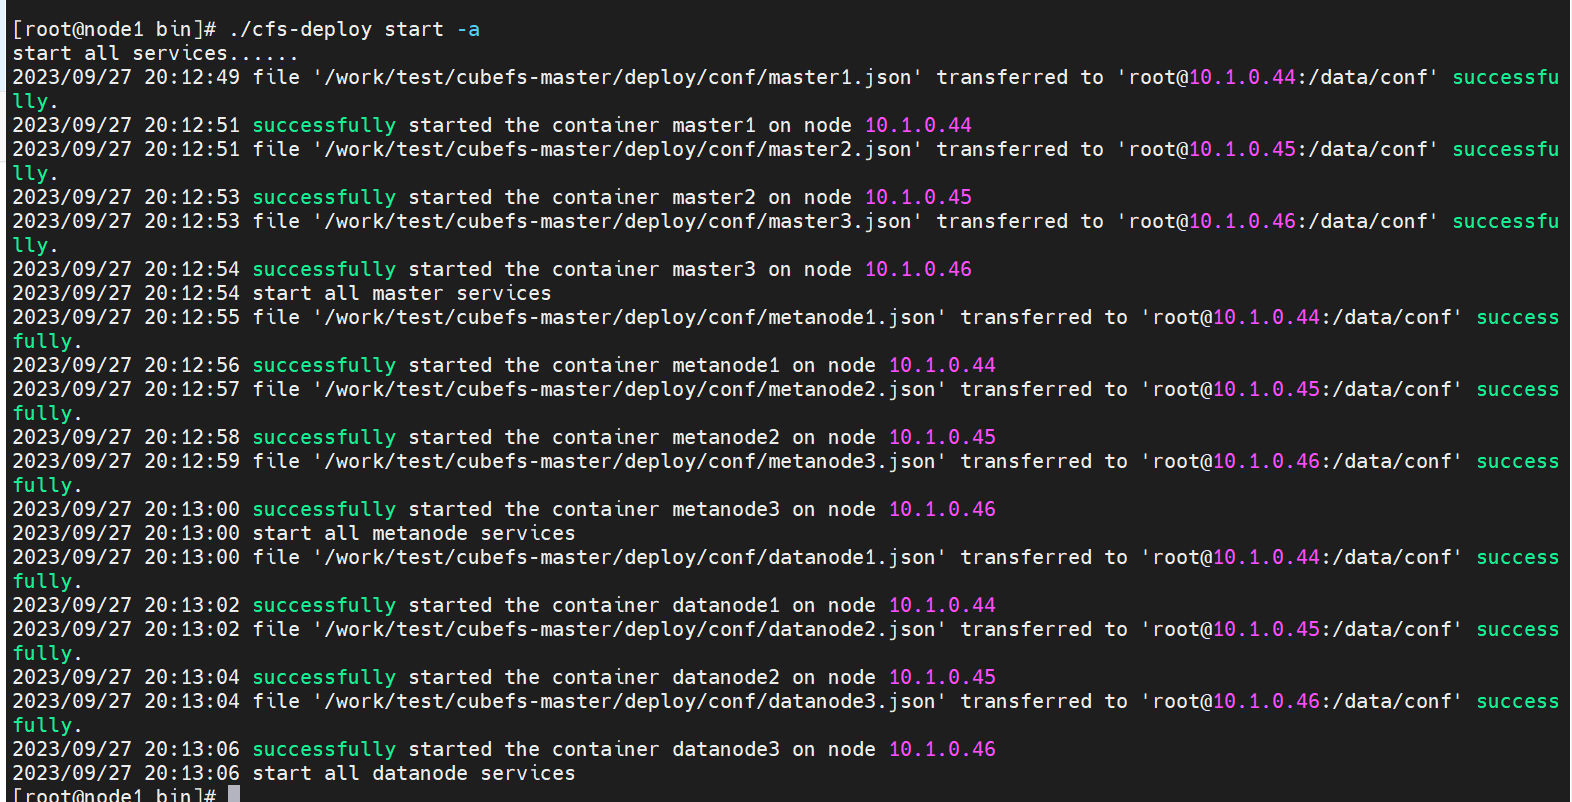 [root@node1 bin]# ./cfs-deploy start -a
start all services......
2023/09/27 20:12:49 file '/work/test/cubefs-master/deploy/conf/master1.json' transferred to 'root@10.1.0.44:/data/conf' successfu
lly.
2023/09/27 20:12:51 successfully started the container master1 on node 10.1.0.44
2023/09/27 20:12:51 file '/work/test/cubefs-master/deploy/conf/master2.json' transferred to 'root@10.1.0.45:/data/conf' successfu
lly.
2023/09/27 20:12:53 successfully started the container master2 on node 10.1.0.45
2023/09/27 20:12:53 file '/work/test/cubefs-master/deploy/conf/master3.json' transferred to 'root@10.1.0.46:/data/conf' successfu
lly.
2023/09/27 20:12:54 successfully started the container master3 on node 10.1.0.46
2023/09/27 20:12:54 start all master services
2023/09/27 20:12:55 file '/work/test/cubefs-master/deploy/conf/metanode1.json' transferred to 'root@10.1.0.44:/data/conf' success
fully.
2023/09/27 20:12:56 successfully started the container metanode1 on node 10.1.0.44
2023/09/27 20:12:57 file '/work/test/cubefs-master/deploy/conf/metanode2.json' transferred to 'root@10.1.0.45:/data/conf' success
fully.
2023/09/27 20:12:58 successfully started the container metanode2 on node 10.1.0.45
2023/09/27 20:12:59 file '/work/test/cubefs-master/deploy/conf/metanode3.json' transferred to 'root@10.1.0.46:/data/conf' success
fully.
2023/09/27 20:13:00 successfully started the container metanode3 on node 10.1.0.46
2023/09/27 20:13:00 start all metanode services
2023/09/27 20:13:00 file '/work/test/cubefs-master/deploy/conf/datanode1.json' transferred to 'root@10.1.0.44:/data/conf' success
fully.
2023/09/27 20:13:02 successfully started the container datanode1 on node 10.1.0.44
2023/09/27 20:13:02 file '/work/test/cubefs-master/deploy/conf/datanode2.json' transferred to 'root@10.1.0.45:/data/conf' success
fully.
2023/09/27 20:13:04 successfully started the container datanode2 on node 10.1.0.45
2023/09/27 20:13:04 file '/work/test/cubefs-master/deploy/conf/datanode3.json' transferred to 'root@10.1.0.46:/data/conf' success
fully.
2023/09/27 20:13:06 successfully started the container datanode3 on node 10.1.0.46
2023/09/27 20:13:06 start all datanode services
[root@node1 bin]#